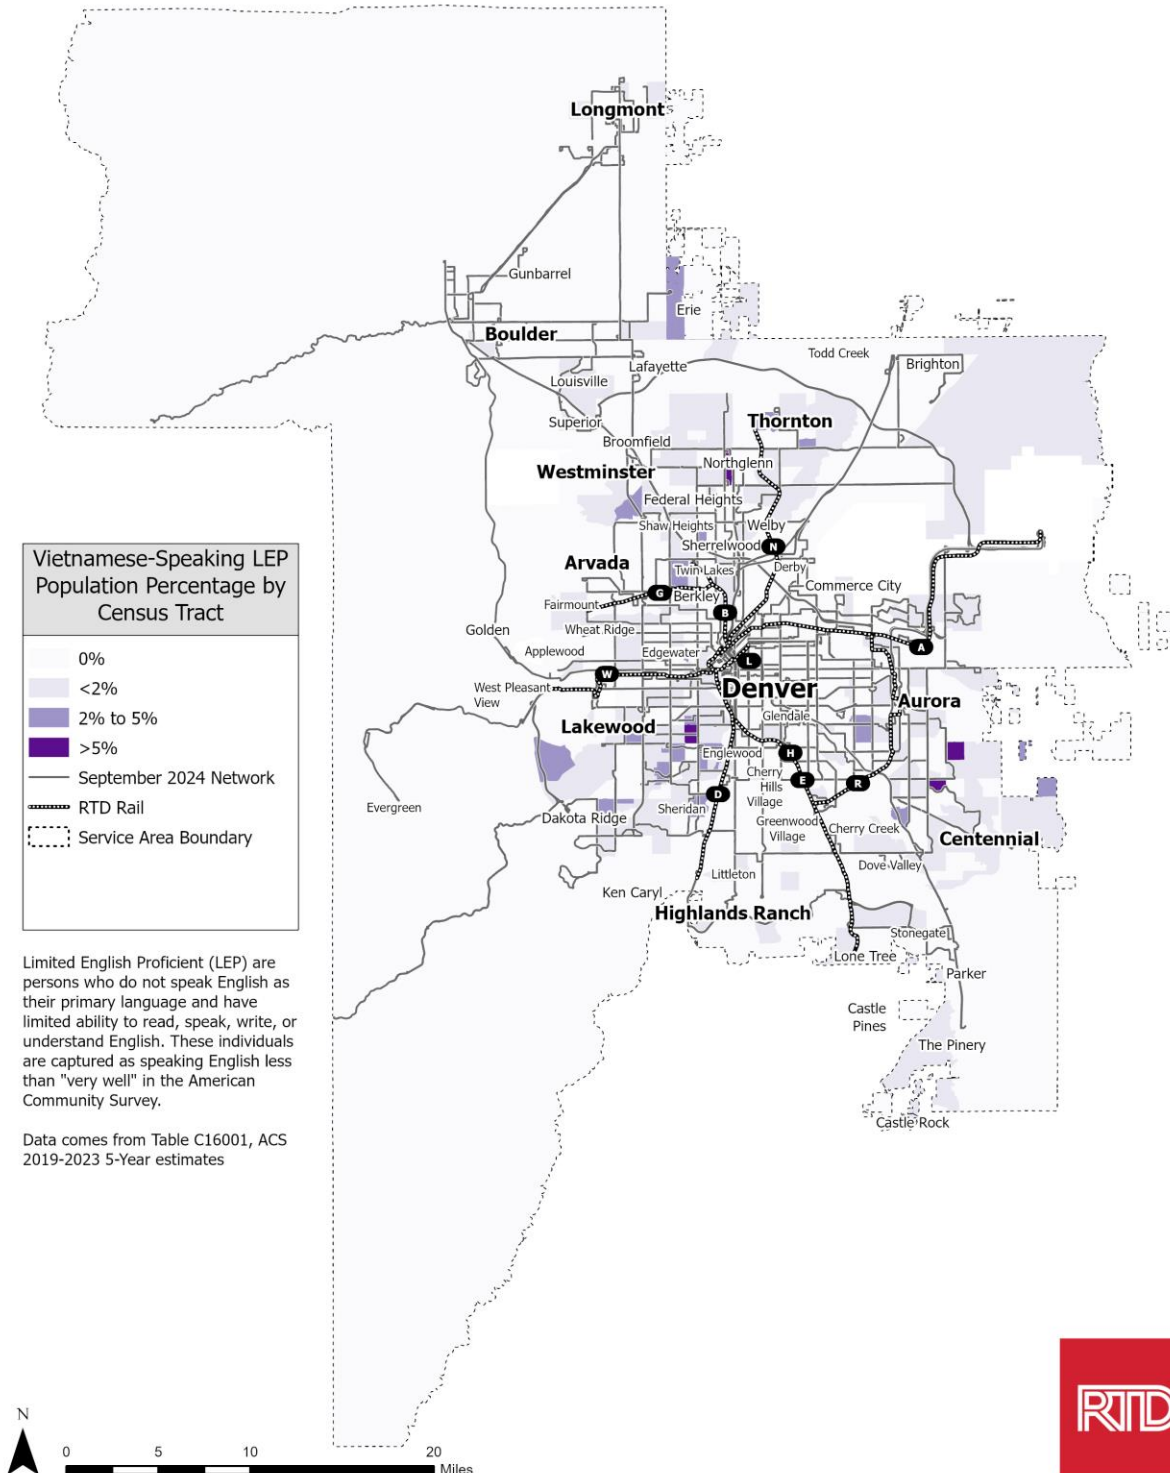 Longmont
Gunbarrel
Erie
Boulder
Todd Creek
Brighton
Lafayette
Louisville
Superior
Thornton
Broomfield
Westminster
Northglenn
Federal Heights
Shaw Heights
Welby
Sherrelwood
N
Arvada
Twin Lakes
Derby
Commerce City
G
Berkley
Fairmount
B
Golden
Wheat Ridge
Applewood
Edgewater
A
L
W
West Pleasant
View
Denver
Aurora
Lakewood
Glendale
Englewood
H
Cherry
Hills
Village
E
R
D
Evergreen
Sheridan
Dakota Ridge
Greenwood
Village
Cherry Creek
Centennial
Dove Valley
Littleton
Ken Caryl
Highlands Ranch
Stonegate
Lone Tree
Parker
Castle
Pines
The Pinery
Castle Rock
Vietnamese-Speaking LEP
Population Percentage by
Census Tract
0%
<2%
2% to 5%
>5%
September 2024 Network
RTD Rail
Service Area Boundary
Limited English Proficient (LEP) are
persons who do not speak English as
their primary language and have
limited ability to read, speak, write, or
understand English. These individuals
are captured as speaking English less
than "very well" in the American
Community Survey.
Data comes from Table C16001, ACS
2019-2023 5-Year estimates
N
0 5 10 20
Miles
RTD